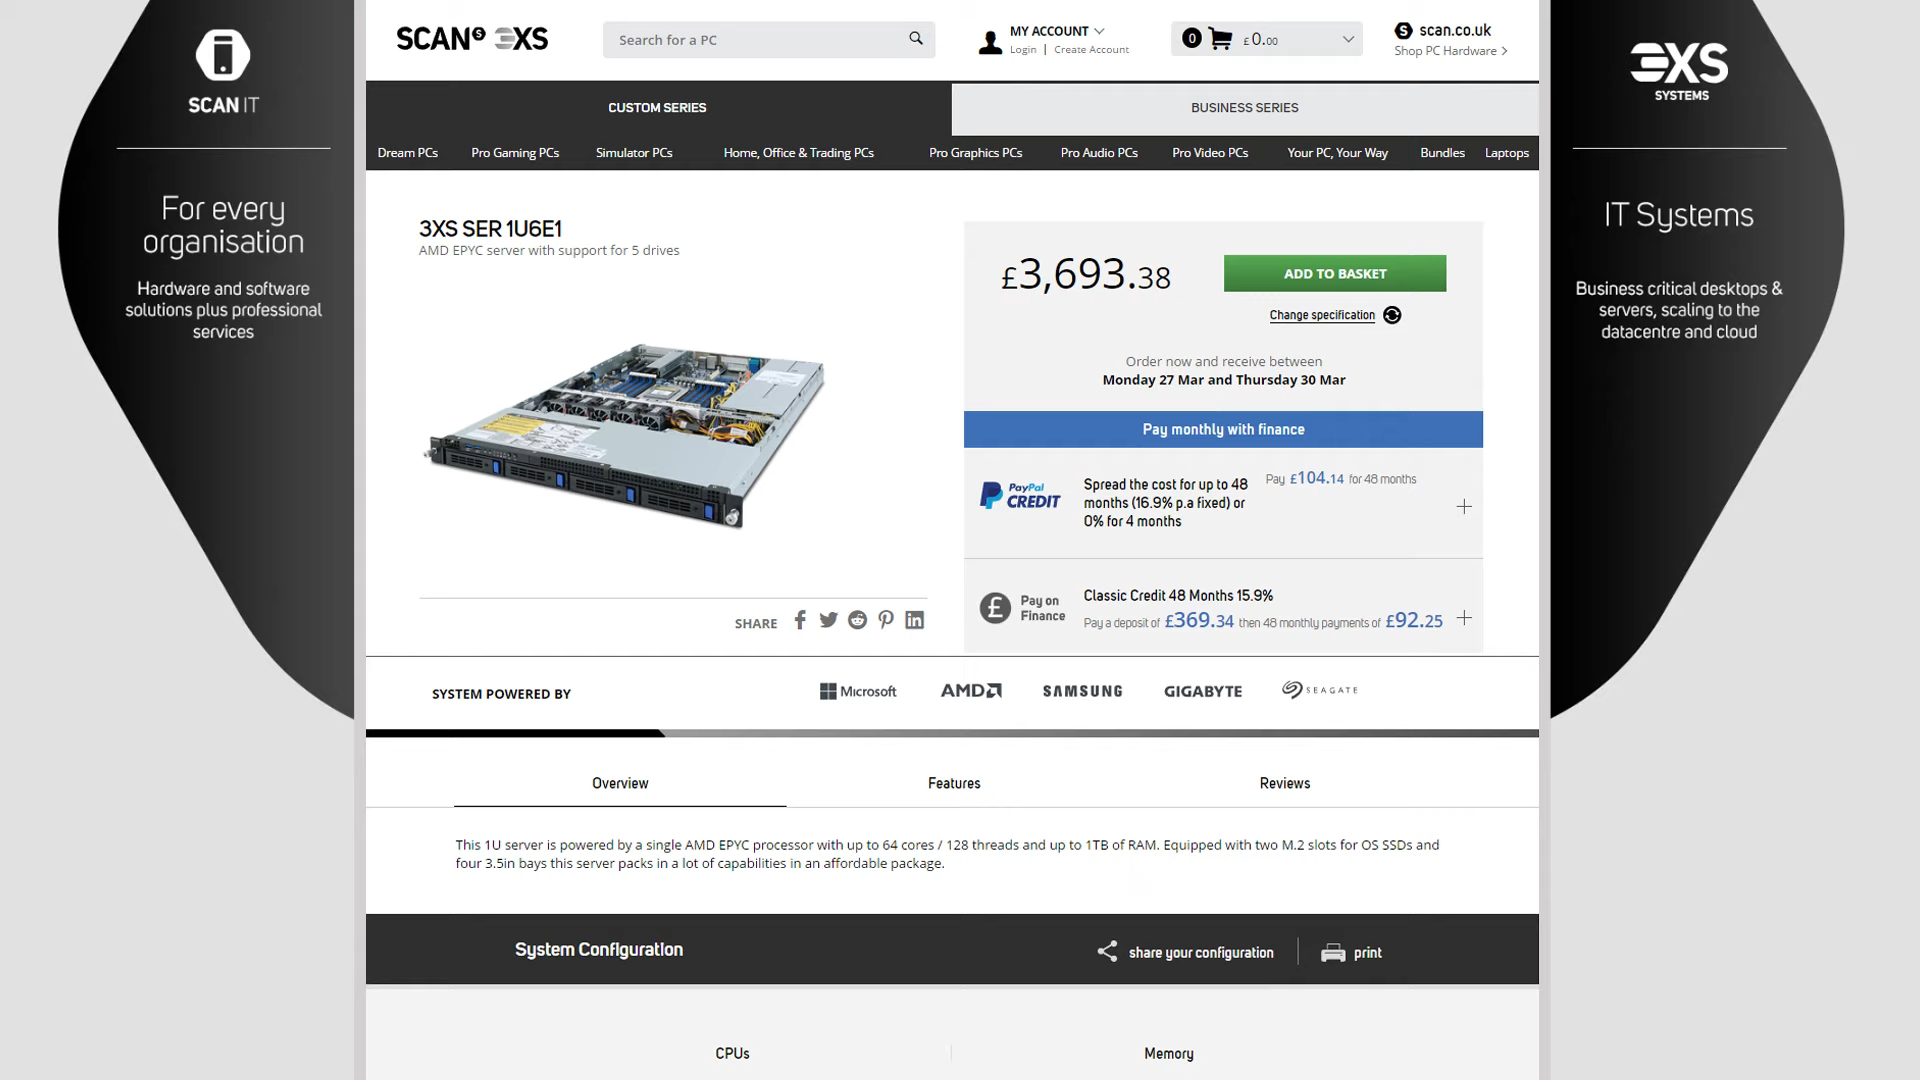 SCAN IT
For every
organisation
Hardware and software
solutions plus professional
services
SCAN S 3XS
Search for a PC
MY ACCOUNT
Login | Create Account
0 £0.00
S scan.co.uk
Shop PC Hardware >
3XS
SYSTEMS
IT Systems
Business critical desktops &
servers, scaling to the
datacentre and cloud
CUSTOM SERIES
BUSINESS SERIES
Dream PCs Pro Gaming PCs Simulator PCs Home, Office & Trading PCs Pro Graphics PCs Pro Audio PCs Pro Video PCs Your PC, Your Way Bundles Laptops
3XS SER 1U6E1
AMD EPYC server with support for 5 drives
£3,693.38
ADD TO BASKET
Change specification
Order now and receive between
Monday 27 Mar and Thursday 30 Mar
Pay monthly with finance
PayPal
CREDIT
Spread the cost for up to 48
months (16.9% p.a fixed) or
0% for 4 months
Pay £104.14 for 48 months
£ Pay on
Finance
Classic Credit 48 Months 15.9%
Pay a deposit of £369.34 then 48 monthly payments of £92.25
SHARE
SYSTEM POWERED BY
Microsoft AMD SAMSUNG GIGABYTE SEAGATE
Overview Features Reviews
This 1U server is powered by a single AMD EPYC processor with up to 64 cores / 128 threads and up to 1TB of RAM. Equipped with two M.2 slots for OS SSDs and
four 3.5in bays this server packs in a lot of capabilities in an affordable package.
System Configuration
share your configuration | print
CPUs Memory